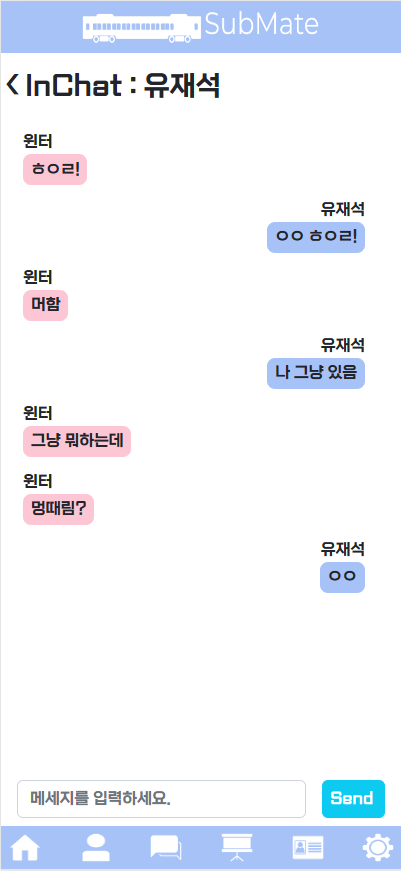 SubMate
InChat : 유재석
윈터
ㅎㅇㄹ!
유재석
ㅇㅇ ㅎㅇㄹ!
윈터
머함
유재석
나 그냥 있음
윈터
그냥 뭐하는데
윈터
멍때림?
유재석
ㅇㅇ
메세지를 입력하세요.
Send